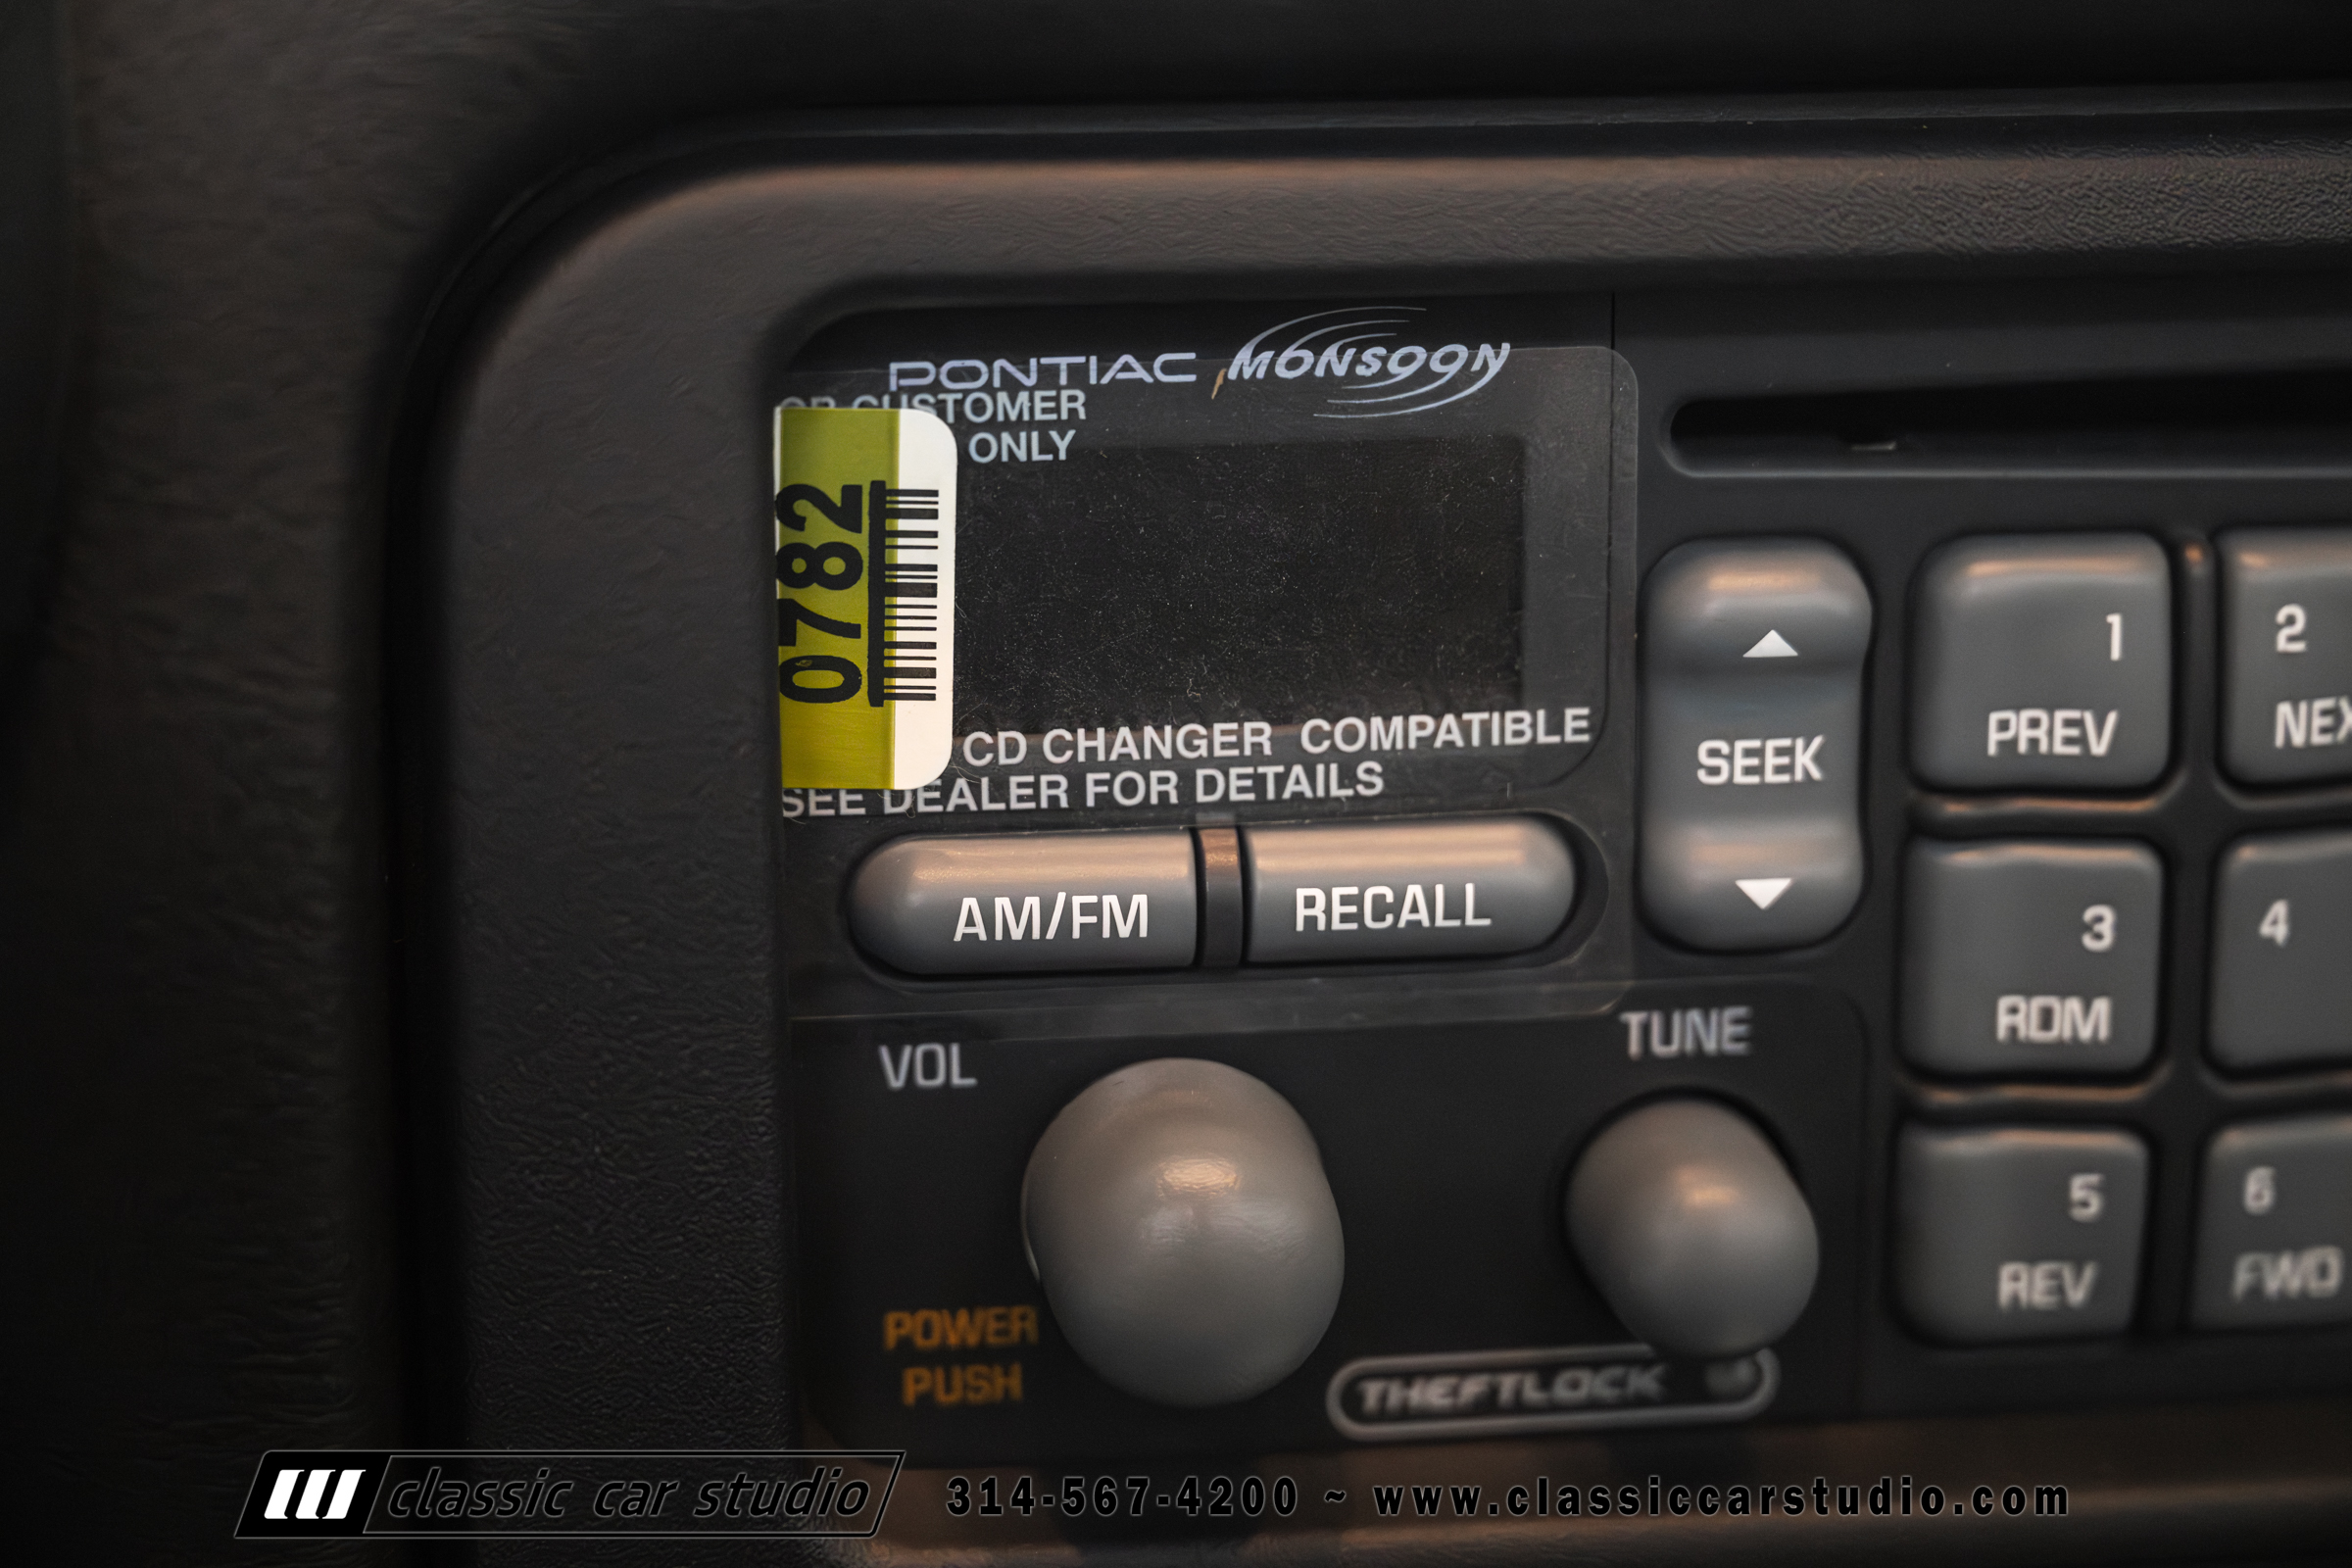 PONTIAC MONSOON
CUSTOMER
ONLY
0782
CD CHANGER COMPATIBLE
SEE DEALER FOR DETAILS
AM/FM
RECALL
SEEK
1
PREV
2
3
RDM
4
5
REV
6
FWD
VOL
TUNE
POWER
PUSH
THEFTLOCK
classic car studio
314-567-4200 ~ www.classiccarstudio.com